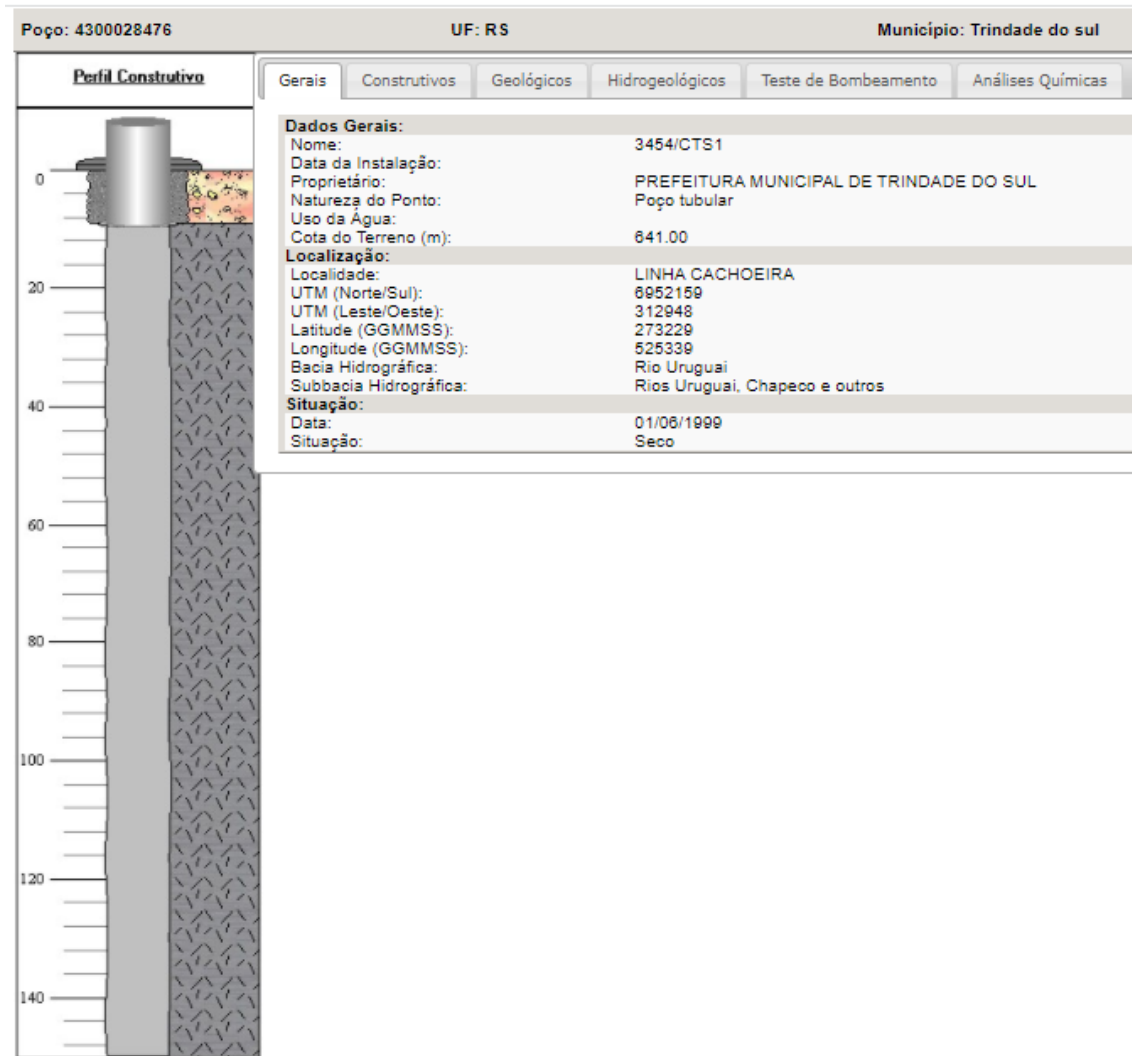 Poço: 4300028476 UF: RS Município: Trindade do sul
Perfil Construtivo
Gerais Construtivos Geológicos Hidrogeológicos Teste de Bombeamento Análises Químicas
Dados Gerais:
Nome: 3454/CTS1
Data da Instalação:
Proprietário: PREFEITURA MUNICIPAL DE TRINDADE DO SUL
Natureza do Ponto: Poço tubular
Uso da Água:
Cota do Terreno (m): 641.00
Localização:
Localidade: LINHA CACHOEIRA
UTM (Norte/Sul): 6952159
UTM (Leste/Oeste): 312948
Latitude (GGMMSS): 273229
Longitude (GGMMSS): 525339
Bacia Hidrográfica: Rio Uruguai
Subbacia Hidrográfica: Rios Uruguai, Chapeco e outros
Situação:
Data: 01/06/1999
Situação: Seco
0
20
40
60
80
100
120
140